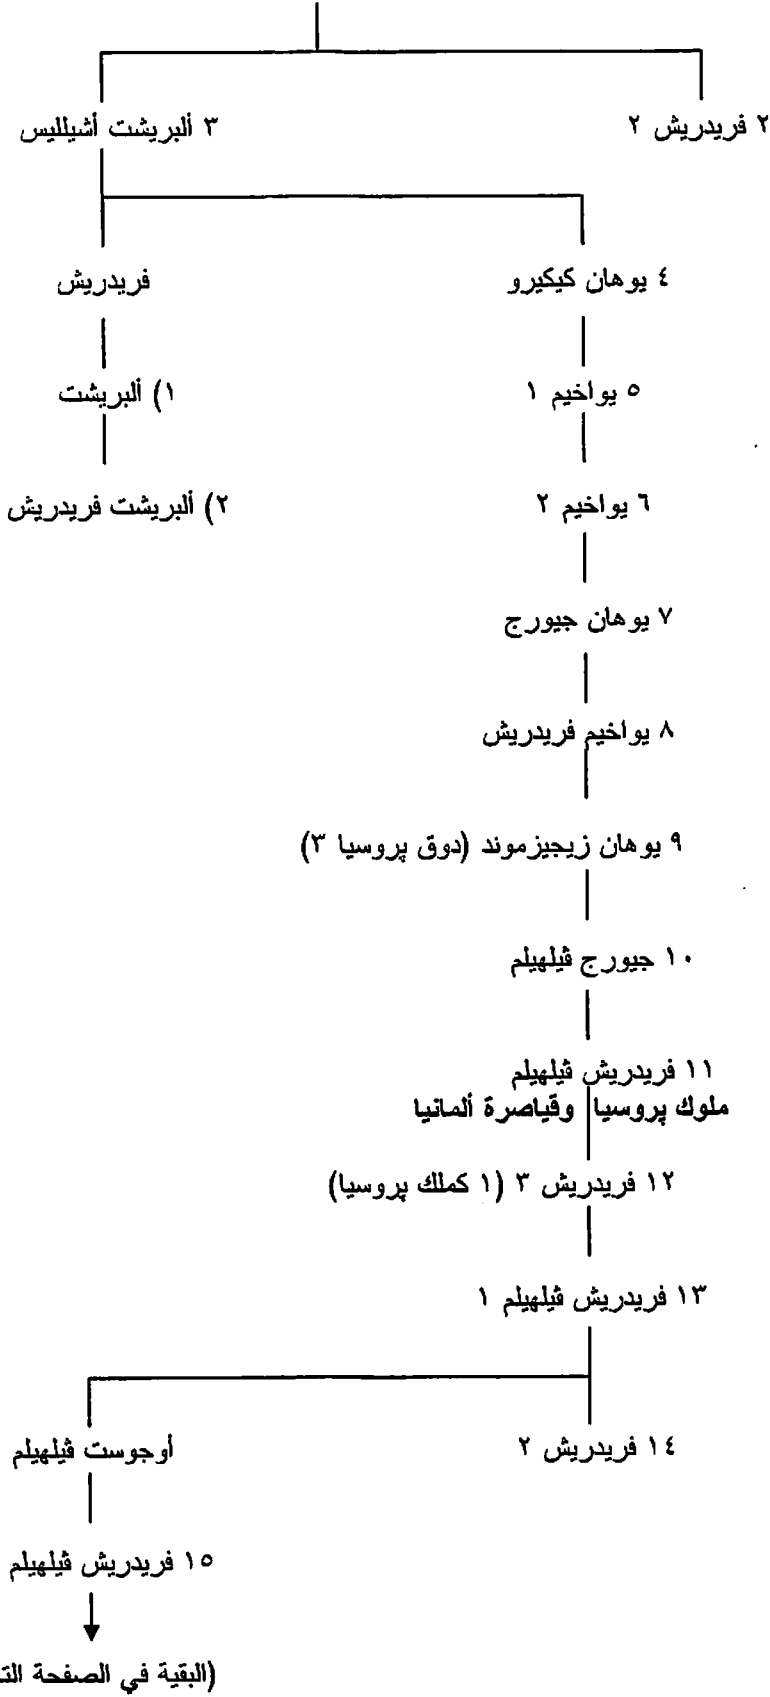 ٢ فريدريش ٢
٣ ألبريشت أشيلليس
٤ يوهان كيكيرو
فريدريش
٥ يواخيم ١
١) ألبريشت
٦ يواخيم ٢
٢) ألبريشت فريدريش
٧ يوهان جيورج
٨ يواخيم فريدريش
٩ يوهان زيجيزموند (دوق پروسيا ٣)
١٠ جيورج ڤيلهيلم
١١ فريدريش ڤيلهيلم
ملوك پروسيا وقياصرة ألمانيا
١٢ فريدريش ٣ (١ كملك پروسيا)
١٣ فريدريش ڤيلهيلم ١
١٤ فريدريش ٢
أوجوست ڤيلهيلم
١٥ فريدريش ڤيلهيلم
(البقية في الصفحة